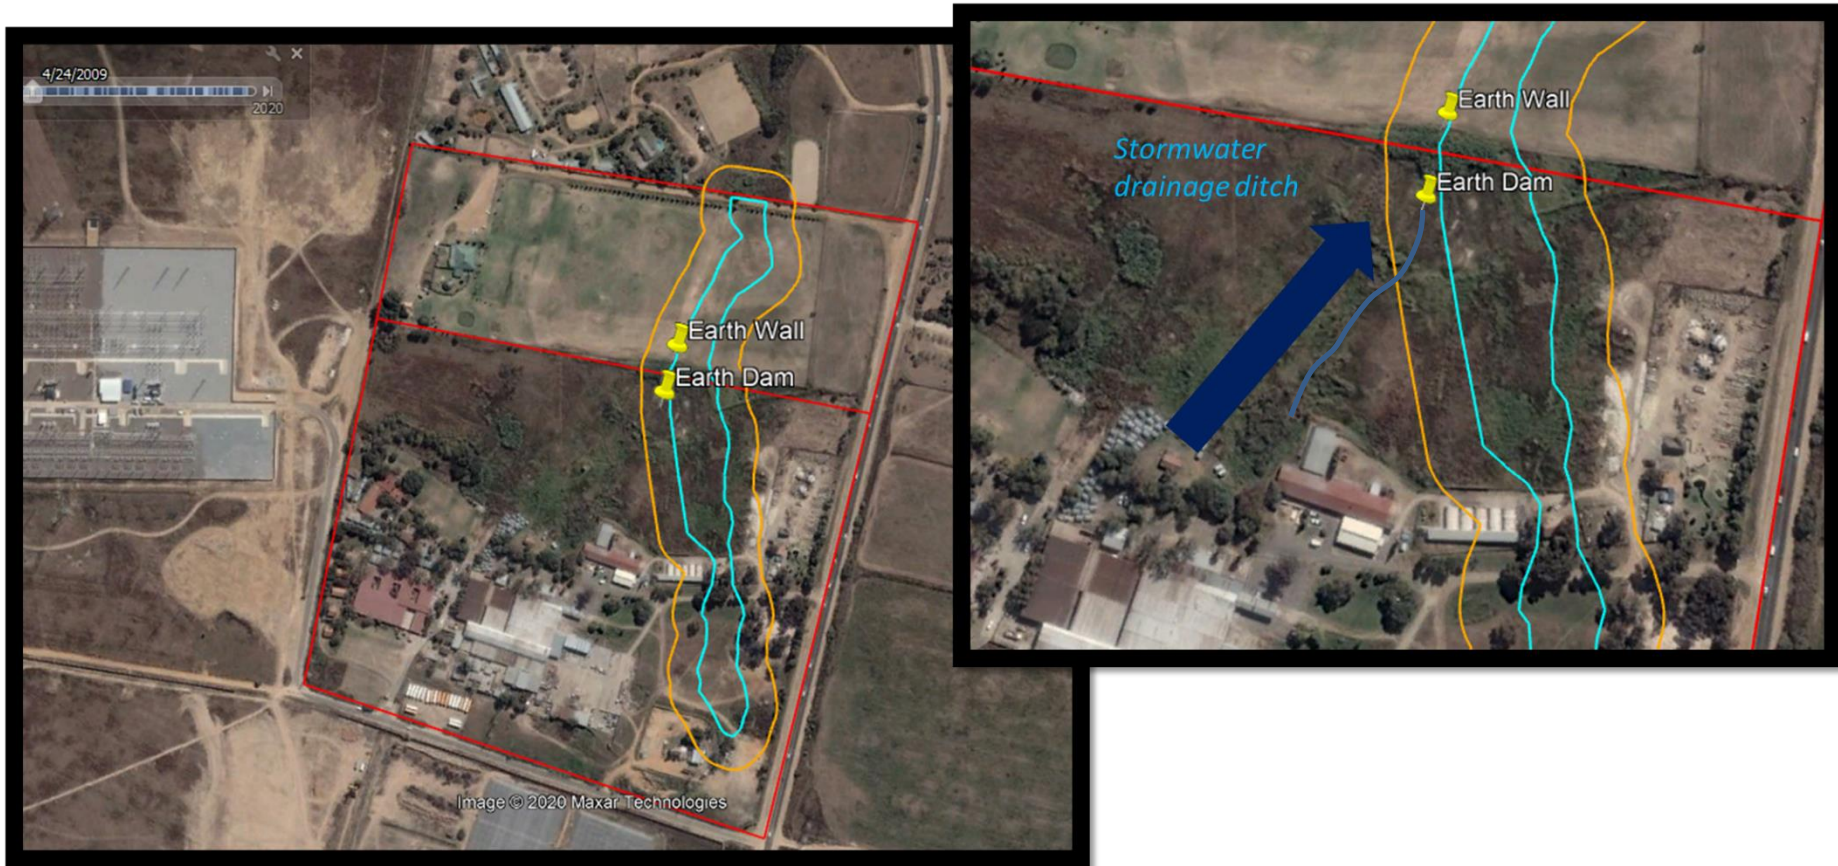 4/24/2009
2020
Earth Wall
Earth Dam
Image © 2020 Maxar Technologies
Earth Wall
Stormwater
drainage ditch
Earth Dam